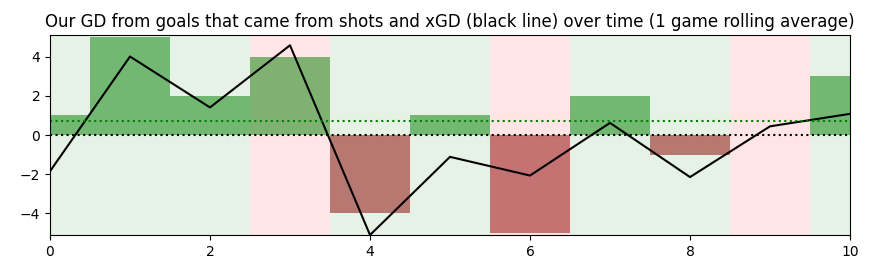 Our GD from goals that came from shots and xGD (black line) over time (1 game rolling average)
4
2
0
−2
−4
0 2 4 6 8 10